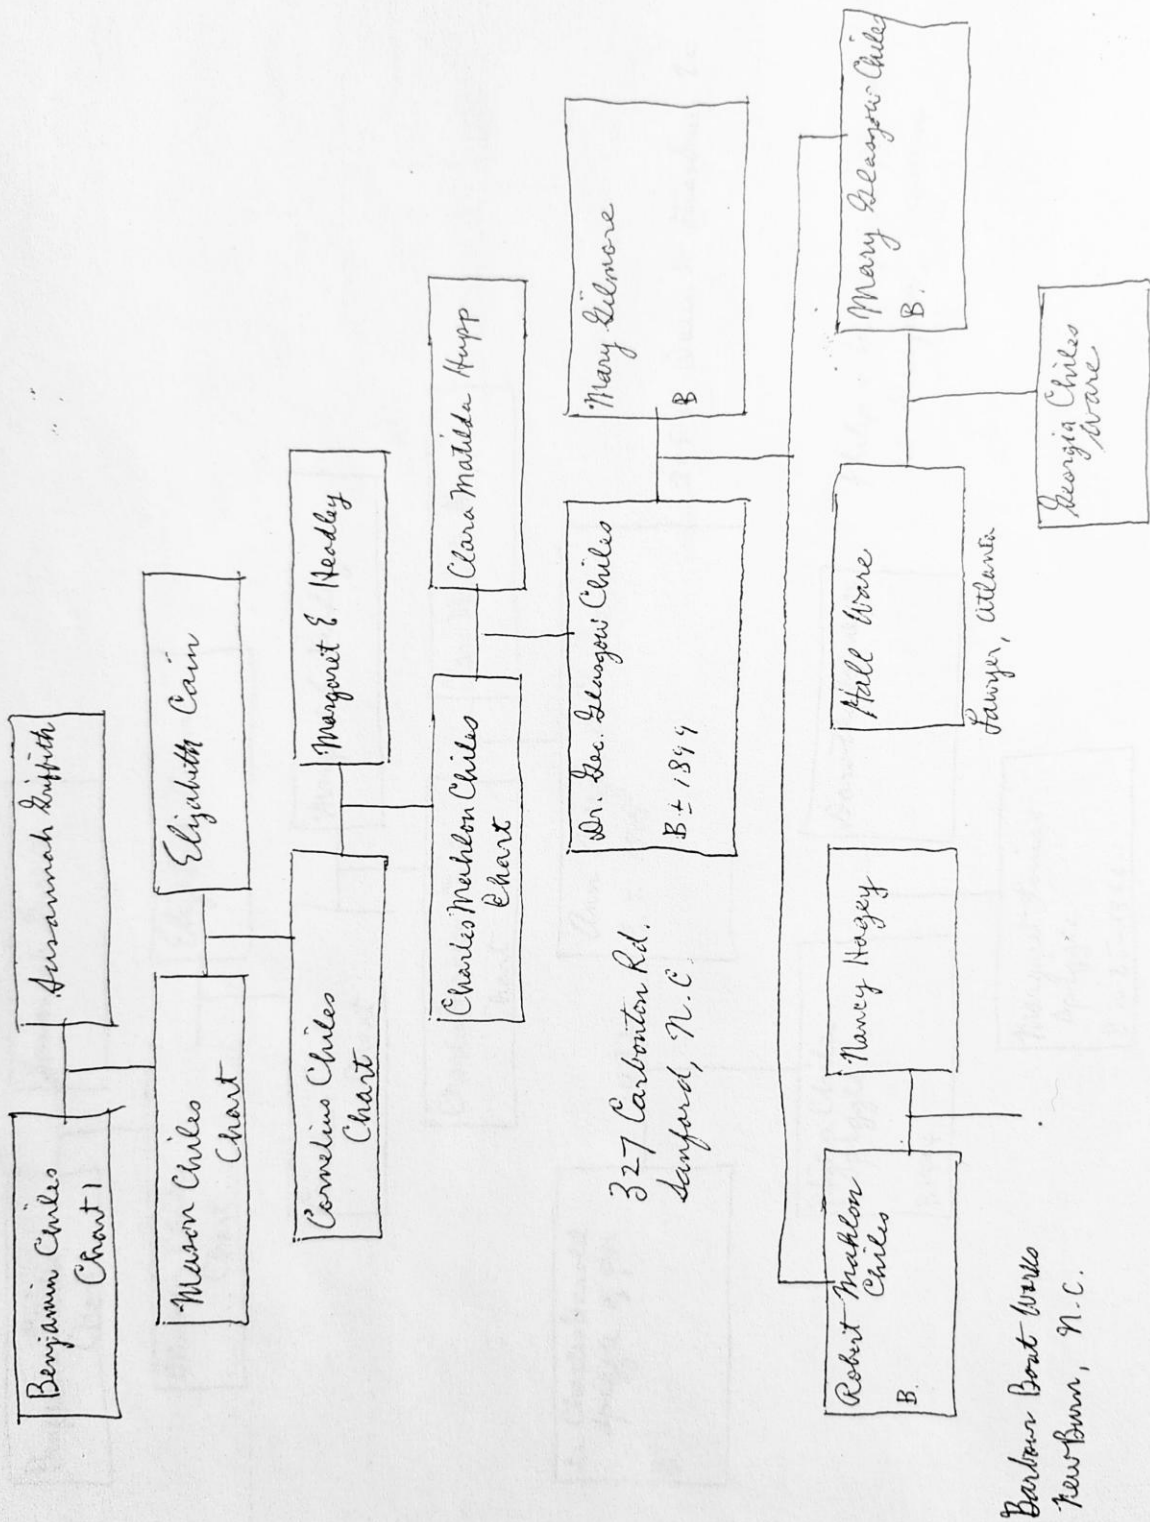 Benjamin Chiles
Chart 1
Susannah Griffith
Mason Chiles
Chart
Elizabeth Cain
Cornelius Chiles
Chart
Margaret E. Headley
Charles Mahlon Chiles
Chart
Clara Matilda Hupp
Dr. Geo. Glasgow Chiles
B ± 1899
Mary Gilmore
B
327 Carbonton Rd.
Sanford, N.C.
Robert Mahlon
Chiles
B.
Nancy Hagey
Hall Ware
Lawyer, Atlanta
Mary Glasgow Chiles
B.
Georgia Chiles
Ware
Barbour Boat Works
New Burn, N.C.